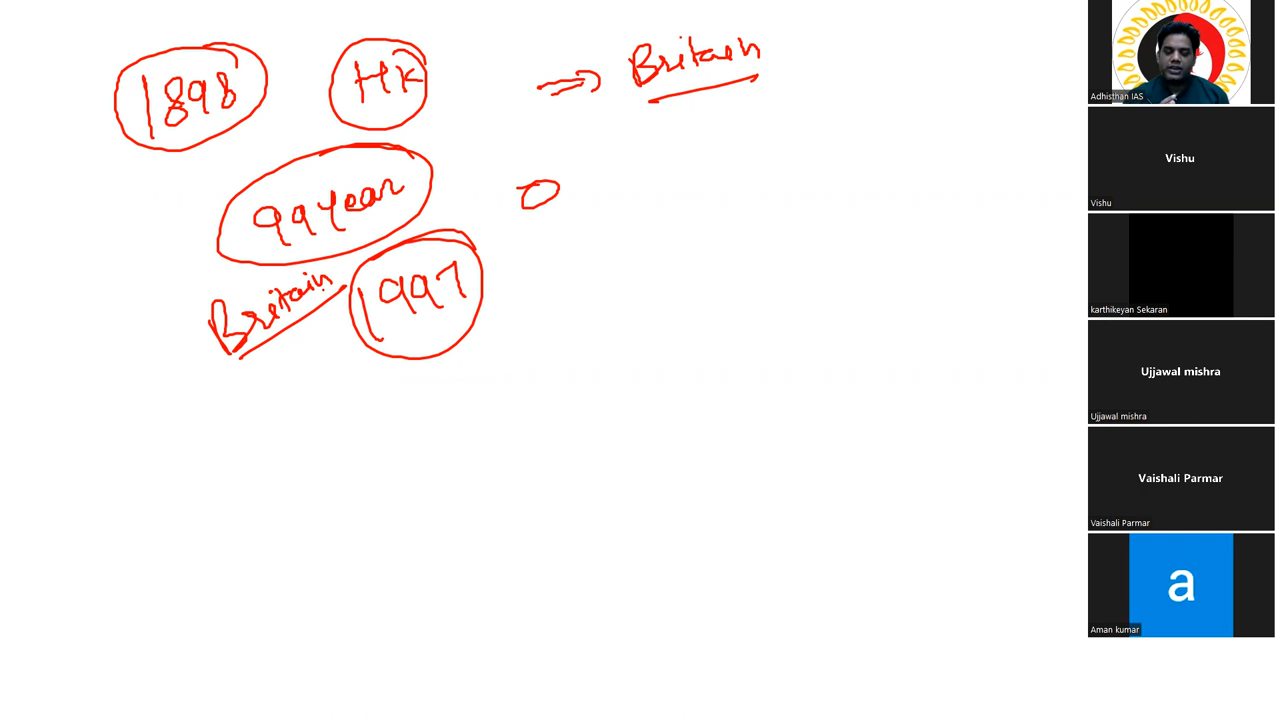 1898 HK => Britain
99 Year
Britain 1997
Adhisthan IAS
Vishu
Vishu
karthikeyan Sekaran
Ujjawal mishra
Ujjawal mishra
Vaishali Parmar
Vaishali Parmar
a
Aman kumar